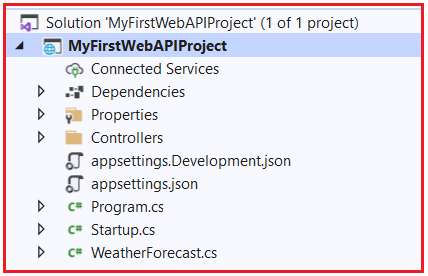 Solution 'MyFirstWebAPIProject' (1 of 1 project)
MyFirstWebAPIProject
Connected Services
Dependencies
Properties
Controllers
appsettings.Development.json
appsettings.json
C# Program.cs
C# Startup.cs
C# WeatherForecast.cs